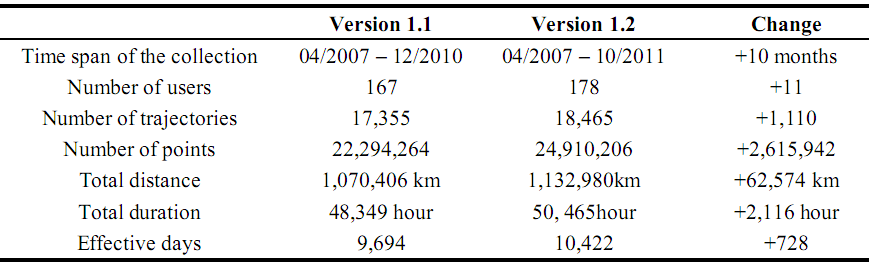 Version 1.1 Version 1.2 Change
Time span of the collection 04/2007 – 12/2010 04/2007 – 10/2011 +10 months
Number of users 167 178 +11
Number of trajectories 17,355 18,465 +1,110
Number of points 22,294,264 24,910,206 +2,615,942
Total distance 1,070,406 km 1,132,980km +62,574 km
Total duration 48,349 hour 50, 465hour +2,116 hour
Effective days 9,694 10,422 +728